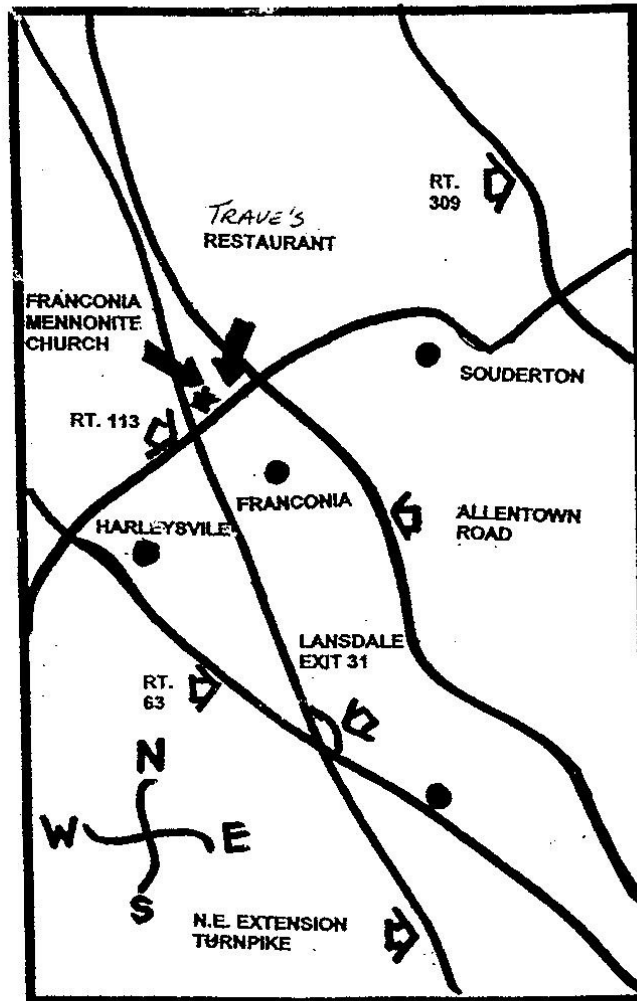 RT.
309
TRAVE'S
RESTAURANT
FRANCONIA
MENNONITE
CHURCH
SOUDERTON
RT. 113
FRANCONIA
HARLEYSVILE
ALLENTOWN
ROAD
LANSDALE
EXIT 31
RT.
63
N
W
E
S
N.E. EXTENSION
TURNPIKE